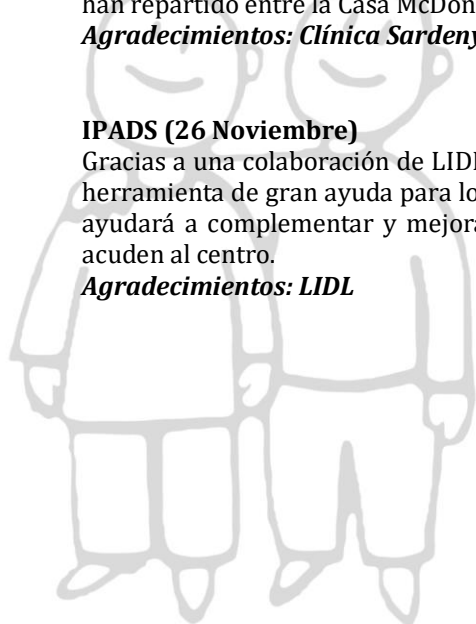 han repartido entre la Casa McDon
Agradecimientos: Clínica Sardeny
IPADS (26 Noviembre)
Gracias a una colaboración de LIDL
herramienta de gran ayuda para lo
ayudará a complementar y mejora
acuden al centro.
Agradecimientos: LIDL